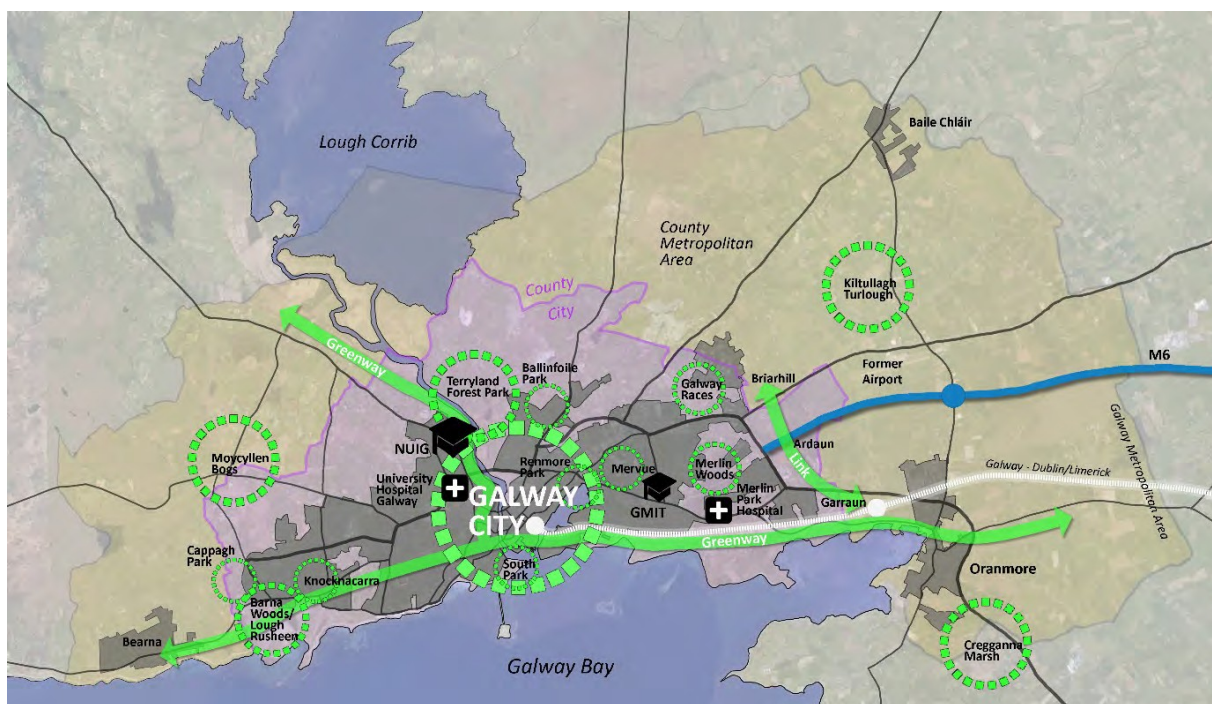 Lough Corrib
Baile Chláir
County
Metropolitan
Area
Kiltullagh
Turlough
County
City
Greenway
Terryland
Forest Park
Ballinfoile
Park
Galway
Races
Briarhill
Former
Airport
M6
NUIG
Moycyllen
Bogs
University
Hospital
Galway
GALWAY
CITY
Renmore
Park
Mervue
GMIT
Merlin
Woods
Merlin
Park
Hospital
Ardaun
Link
Garraun
Galway - Dublin/Limerick
Galway Metropolitan Area
Greenway
Cappagh
Park
Knocknacarra
South
Park
Oranmore
Barna
Woods/
Lough
Rusheen
Bearna
Galway Bay
Cregganna
Marsh